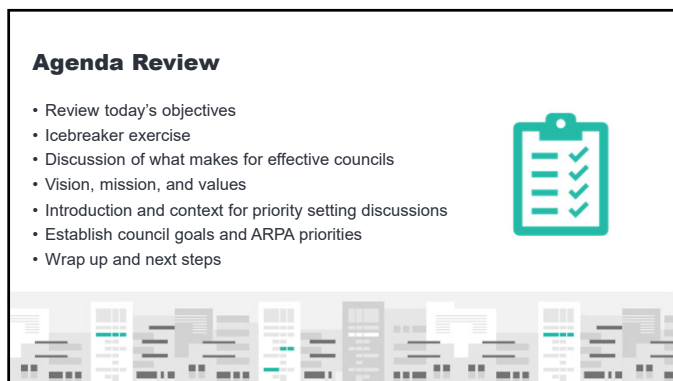 Agenda Review
• Review today's objectives
• Icebreaker exercise
• Discussion of what makes for effective councils
• Vision, mission, and values
• Introduction and context for priority setting discussions
• Establish council goals and ARPA priorities
• Wrap up and next steps